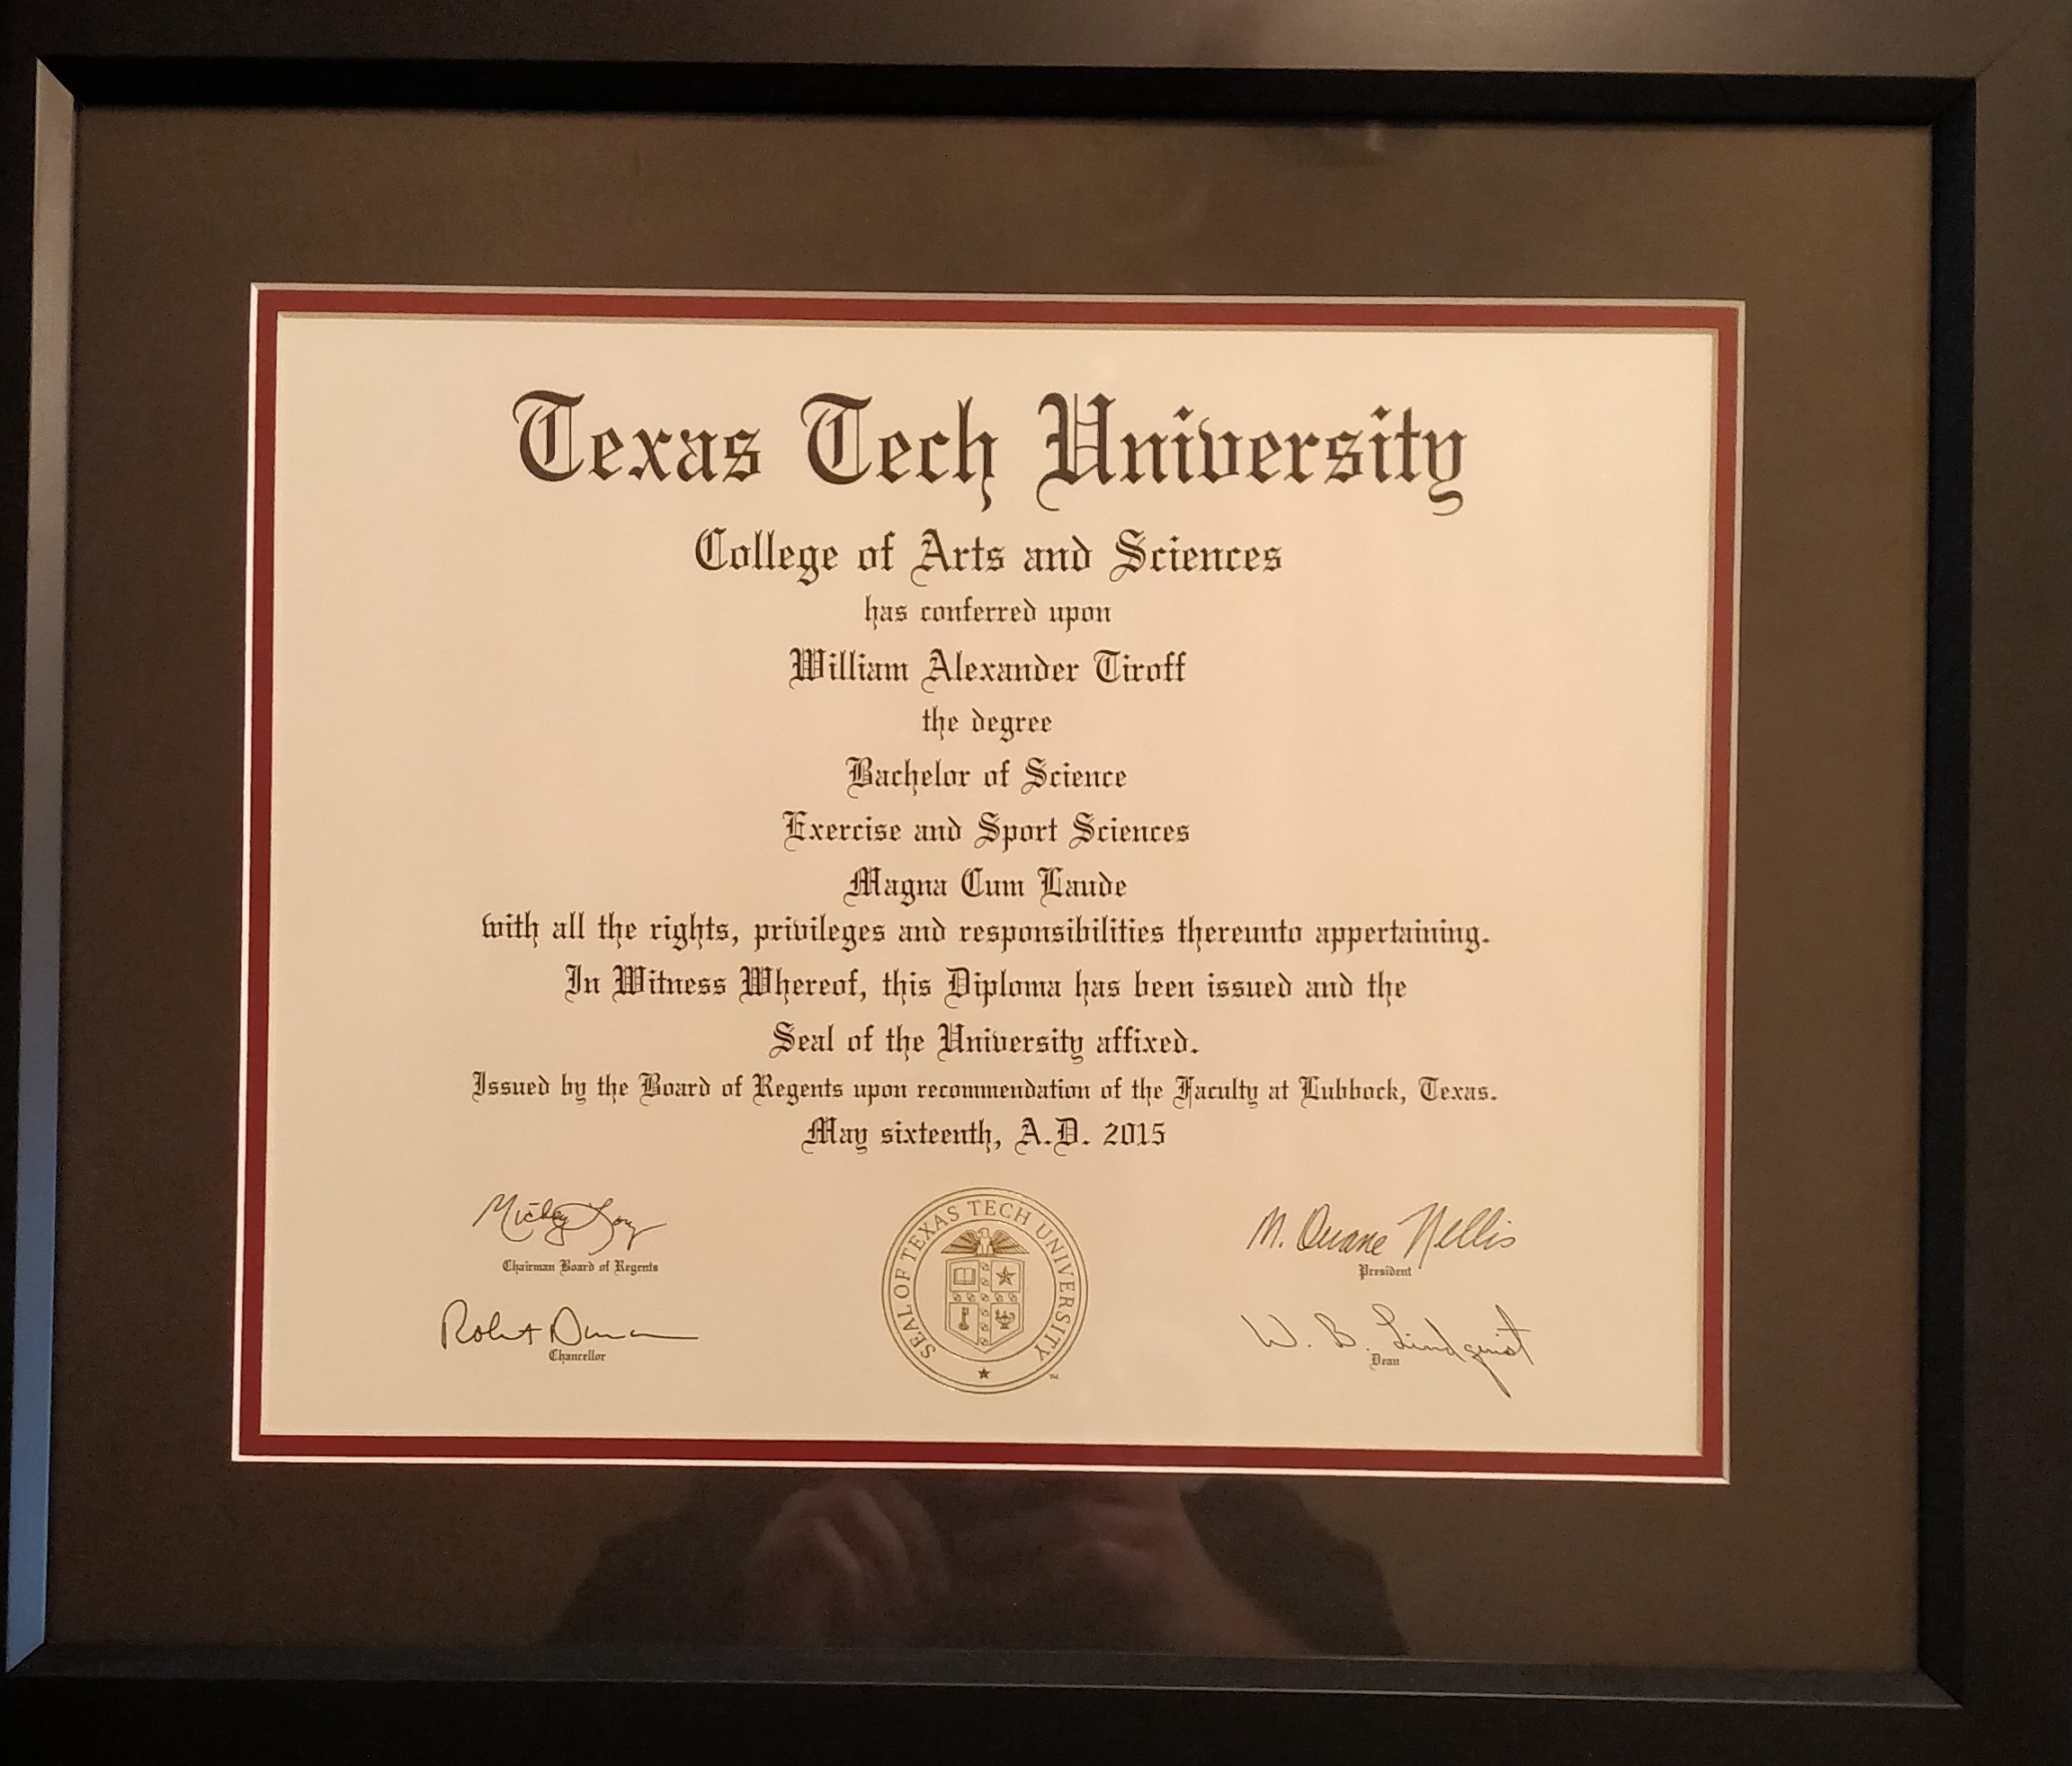 Texas Tech University
College of Arts and Sciences
has conferred upon
William Alexander Tiroff
the degree
Bachelor of Science
Exercise and Sport Sciences
Magna Cum Laude
with all the rights, privileges and responsibilities thereunto appertaining.
In Witness Whereof, this Diploma has been issued and the
Seal of the University affixed.
Issued by the Board of Regents upon recommendation of the Faculty at Lubbock, Texas.
May sixteenth, A.D. 2015
Mickey Long
Chairman Board of Regents
Robert Duncan
Chancellor
SEAL OF TEXAS TECH UNIVERSITY
TM
M. Duane Nellis
President
W. B. Lindquist
Dean